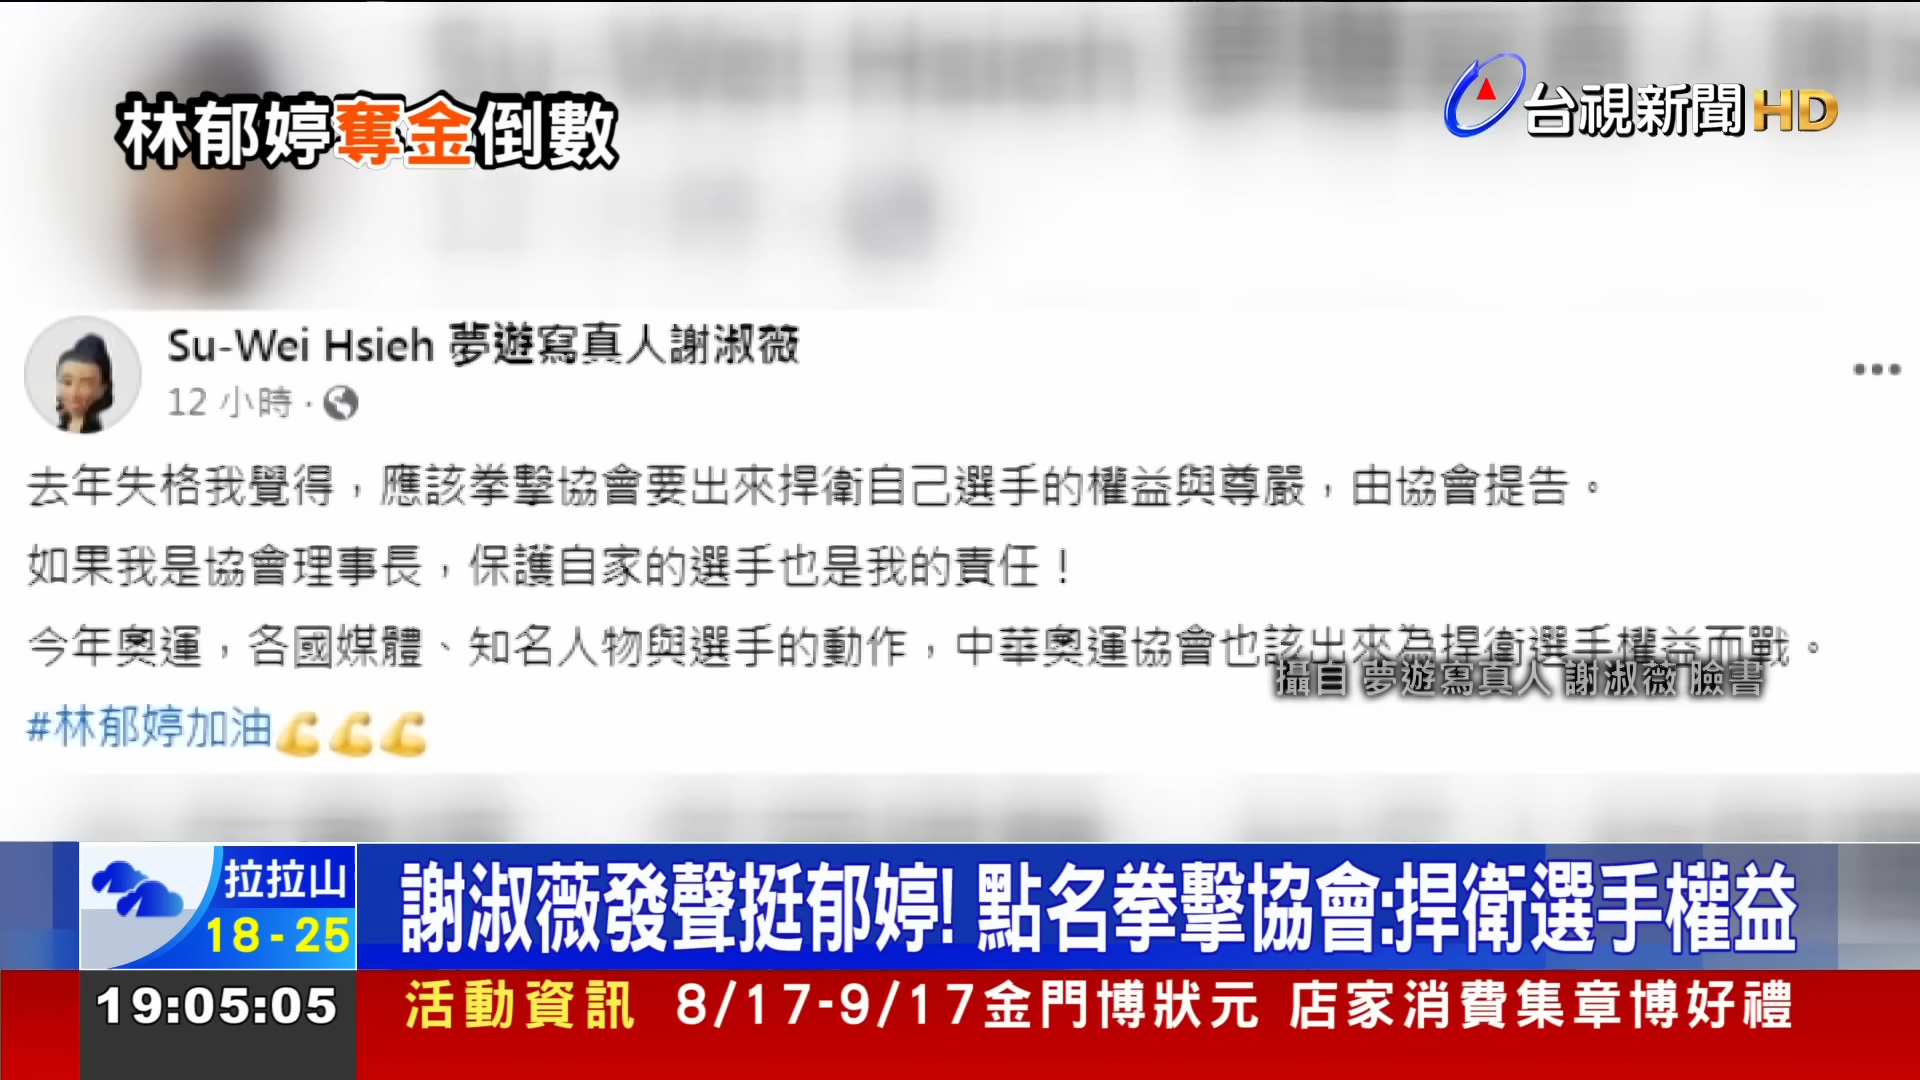 林郁婷奪金倒數
台視新聞HD
Su-Wei Hsieh 夢遊寫真人謝淑薇
12 小時 ·
去年失格我覺得，應該拳擊協會要出來捍衛自己選手的權益與尊嚴，由協會提告。
如果我是協會理事長，保護自家的選手也是我的責任！
今年奧運，各國媒體、知名人物與選手的動作，中華奧運協會也該出來為捍衛選手權益而戰。
攝自 夢遊寫真人 謝淑薇 臉書
#林郁婷加油💪💪💪
拉拉山
18-25
謝淑薇發聲挺郁婷! 點名拳擊協會:捍衛選手權益
19:05:05
活動資訊 8/17-9/17金門博狀元 店家消費集章博好禮